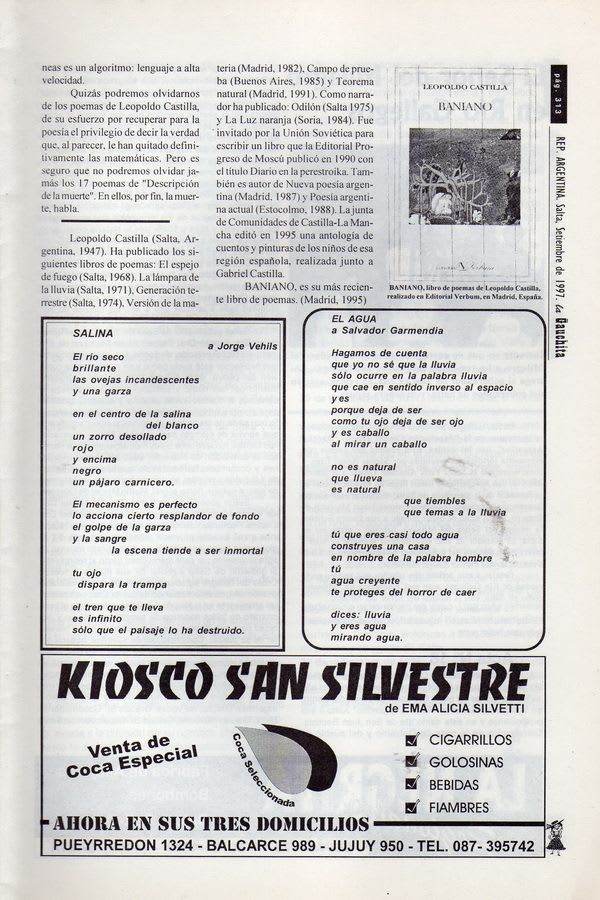 neas es un algoritmo: lenguaje a alta
velocidad.
Quizás podremos olvidarnos
de los poemas de Leopoldo Castilla,
de su esfuerzo por recuperar para la
poesía el privilegio de decir la verdad
que, al parecer, le han quitado defini-
tivamente las matemáticas. Pero es
seguro que no podremos olvidar ja-
más los 17 poemas de "Descripción
de la muerte". En ellos, por fin, la muer-
te, habla.
Leopoldo Castilla (Salta, Ar-
gentina, 1947). Ha publicado los si-
guientes libros de poemas: El espejo
de fuego (Salta, 1968). La lámpara de
la lluvia (Salta, 1971), Generación te-
rrestre (Salta, 1974), Versión de la ma-
teria (Madrid, 1982), Campo de prue-
ba (Buenos Aires, 1985) y Teorema
natural (Madrid, 1991). Como narra-
dor ha publicado: Odilón (Salta 1975)
y La Luz naranja (Soria, 1984). Fue
invitado por la Unión Soviética para
escribir un libro que la Editorial Pro-
greso de Moscú publicó en 1990 con
el título Diario en la perestroika. Tam-
bién es autor de Nueva poesía argen-
tina (Madrid, 1987) y Poesía argenti-
na actual (Estocolmo, 1988). La junta
de Comunidades de Castilla-La Man-
cha editó en 1995 una antología de
cuentos y pinturas de los niños de esa
región española, realizada junto a
Gabriel Castilla.
BANIANO, es su más recien-
te libro de poemas. (Madrid, 1995)
LEOPOLDO CASTILLA
BANIANO
Verbum
BANIANO, libro de poemas de Leopoldo Castilla,
realizado en Editorial Verbum, en Madrid, España.
pág. 313
REP. ARGENTINA. Salta, Setiembre de 1997. La Gauchita
SALINA
a Jorge Vehils
El río seco
brillante
las ovejas incandescentes
y una garza
en el centro de la salina
del blanco
un zorro desollado
rojo
y encima
negro
un pájaro carnicero.
El mecanismo es perfecto
lo acciona cierto resplandor de fondo
el golpe de la garza
y la sangre
la escena tiende a ser inmortal
tu ojo
dispara la trampa
el tren que te lleva
es infinito
sólo que el paisaje lo ha destruido.
EL AGUA
a Salvador Garmendia
Hagamos de cuenta
que yo no sé que la lluvia
sólo ocurre en la palabra lluvia
que cae en sentido inverso al espacio
y es
porque deja de ser
como tu ojo deja de ser ojo
y es caballo
al mirar un caballo
no es natural
que llueva
es natural
que tiembles
que temas a la lluvia
tú que eres casi todo agua
construyes una casa
en nombre de la palabra hombre
tú
agua creyente
te proteges del horror de caer
dices: lluvia
y eres agua
mirando agua.
KIOSCO SAN SILVESTRE
de EMA ALICIA SILVETTI
Venta de
Coca Especial
Coca Seleccionada
CIGARRILLOS
GOLOSINAS
BEBIDAS
FIAMBRES
AHORA EN SUS TRES DOMICILIOS
PUEYRREDON 1324 - BALCARCE 989 - JUJUY 950 - TEL. 087- 395742